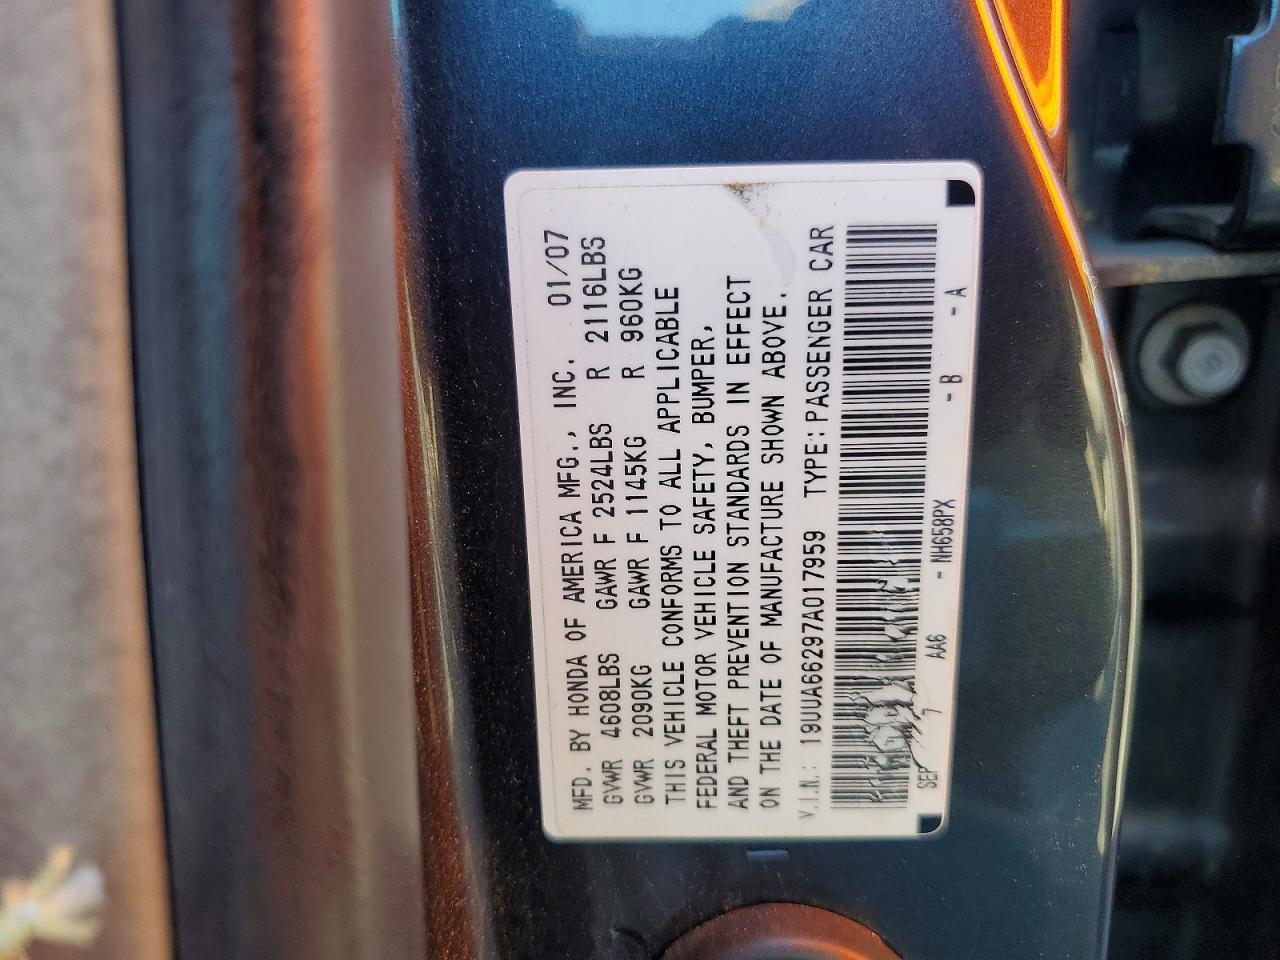 MFD. BY HONDA OF AMERICA MFG., INC. 01/07
GVWR 4608LBS GAWR F 2524LBS R 2116LBS
GVWR 2090KG GAWR F 1145KG R 960KG
THIS VEHICLE CONFORMS TO ALL APPLICABLE
FEDERAL MOTOR VEHICLE SAFETY, BUMPER,
AND THEFT PREVENTION STANDARDS IN EFFECT
ON THE DATE OF MANUFACTURE SHOWN ABOVE.
V.I.N.: 19UUA66297A017959 TYPE: PASSENGER CAR
SEP 7 AA6 - NH658PX - B - A